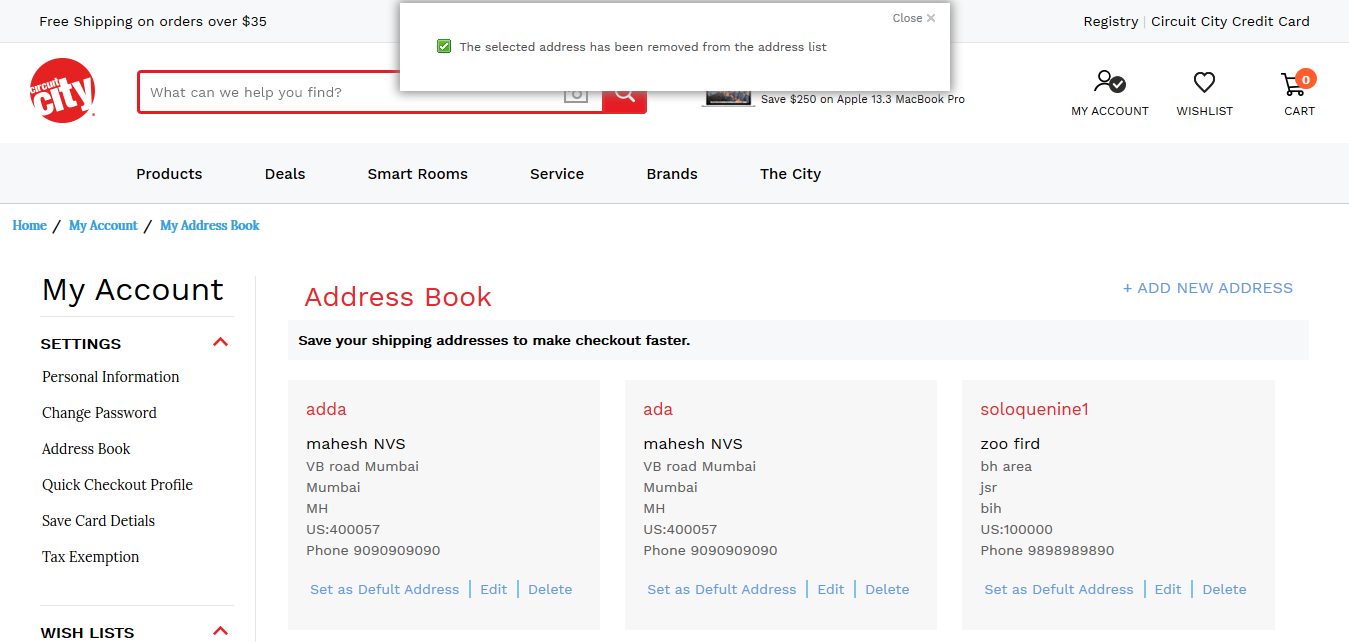 Free Shipping on orders over $35
Close
The selected address has been removed from the address list
Registry | Circuit City Credit Card
circuit
city
What can we help you find?
Save $250 on Apple 13.3 MacBook Pro
MY ACCOUNT
WISHLIST
0
CART
Products
Deals
Smart Rooms
Service
Brands
The City
Home / My Account / My Address Book
My Account
SETTINGS
Personal Information
Change Password
Address Book
Quick Checkout Profile
Save Card Detials
Tax Exemption
WISH LISTS
Address Book
+ ADD NEW ADDRESS
Save your shipping addresses to make checkout faster.
adda
mahesh NVS
VB road Mumbai
Mumbai
MH
US:400057
Phone 9090909090
Set as Defult Address | Edit | Delete
ada
mahesh NVS
VB road Mumbai
Mumbai
MH
US:400057
Phone 9090909090
Set as Defult Address | Edit | Delete
soloquenine1
zoo fird
bh area
jsr
bih
US:100000
Phone 9898989890
Set as Defult Address | Edit | Delete